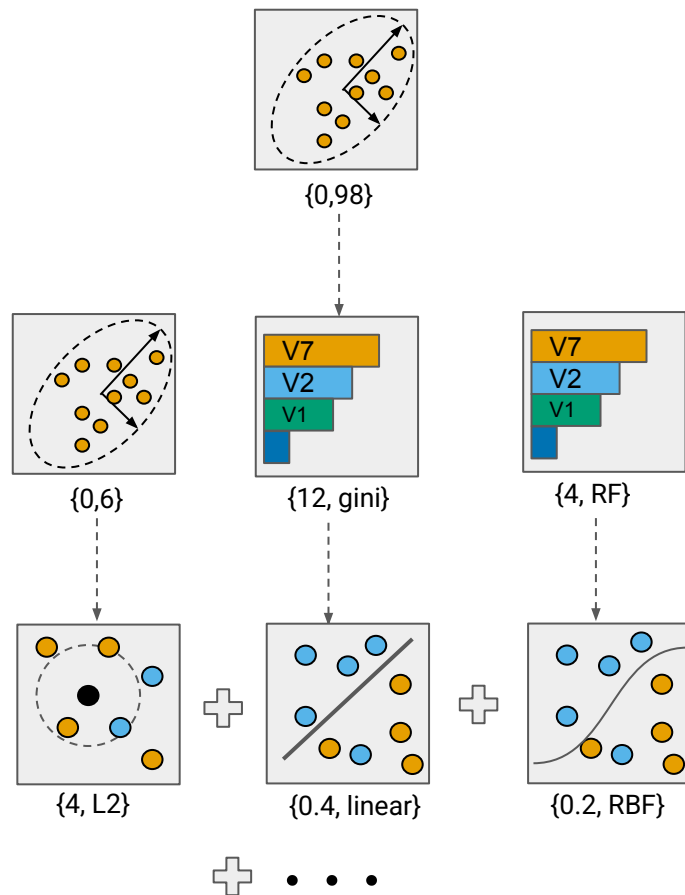 {0,98}
V7
V2
V1
V7
V2
V1
{0,6}
{12, gini}
{4, RF}
{4, L2}
{0.4, linear}
{0.2, RBF}